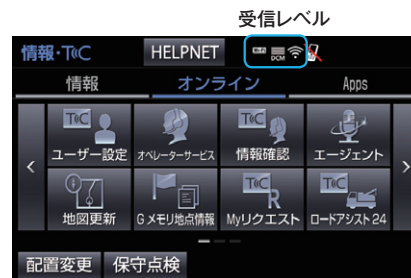 受信レベル
情報・T@C HELPNET Wi-Fi DCM
情報 オンライン Apps
T@C T@C
ユーザー設定 オペレーターサービス 情報確認 エージェント
T@C T@C
地図更新 Gメモリ地点情報 Myリクエスト ロードアシスト24
配置変更 保守点検